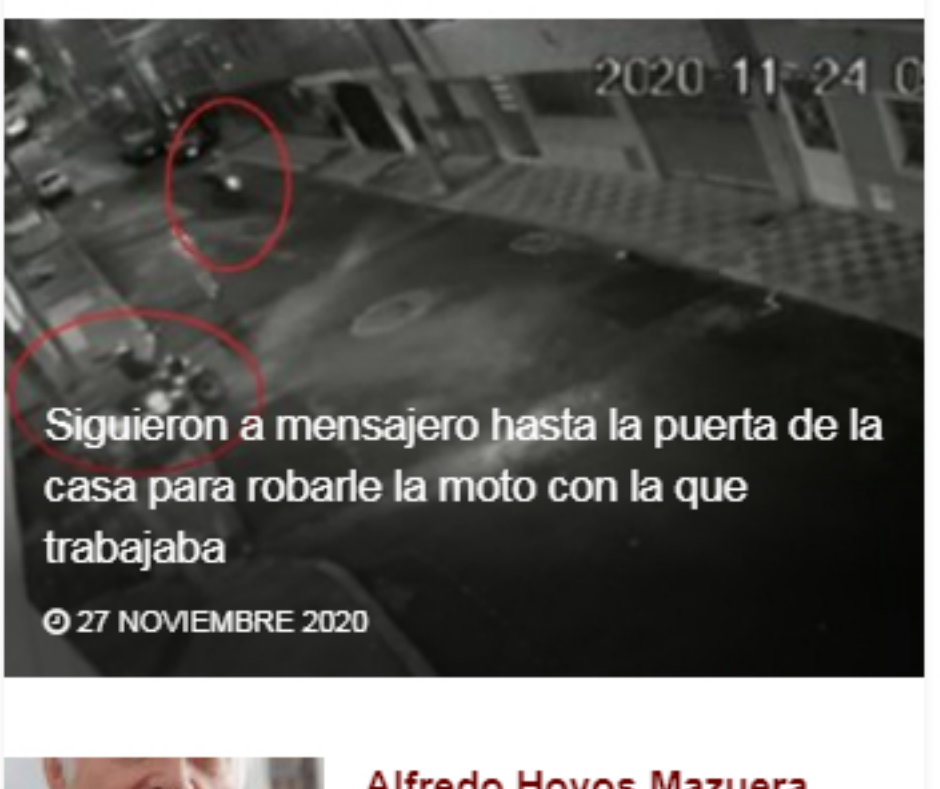 2020-11-24 0
Siguieron a mensajero hasta la puerta de la
casa para robarle la moto con la que
trabajaba
27 NOVIEMBRE 2020
Alfredo Hoyos Mazuera